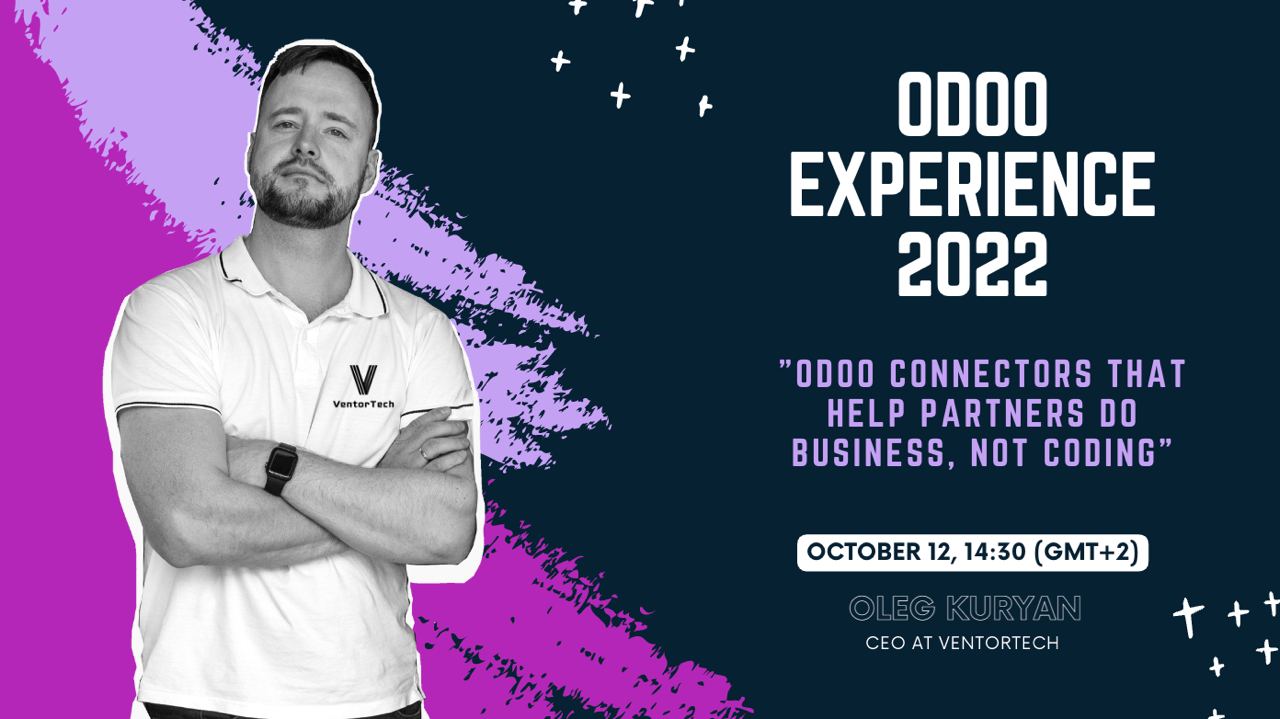 ODOO
EXPERIENCE
2022
"ODOO CONNECTORS THAT
HELP PARTNERS DO
BUSINESS, NOT CODING"
OCTOBER 12, 14:30 (GMT+2)
OLEG KURYAN
CEO AT VENTORTECH
VentorTech